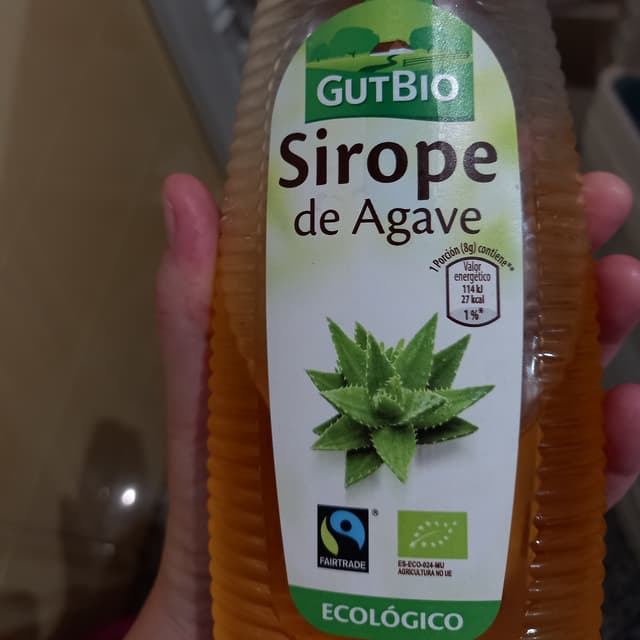 GUTBIO
Sirope
de Agave
1 Porción (8g) contiene**
Valor
energético
114 kJ
27 kcal
1 %*
FAIRTRADE
®
ES-ECO-024-MU
AGRICULTURA NO UE
ECOLÓGICO